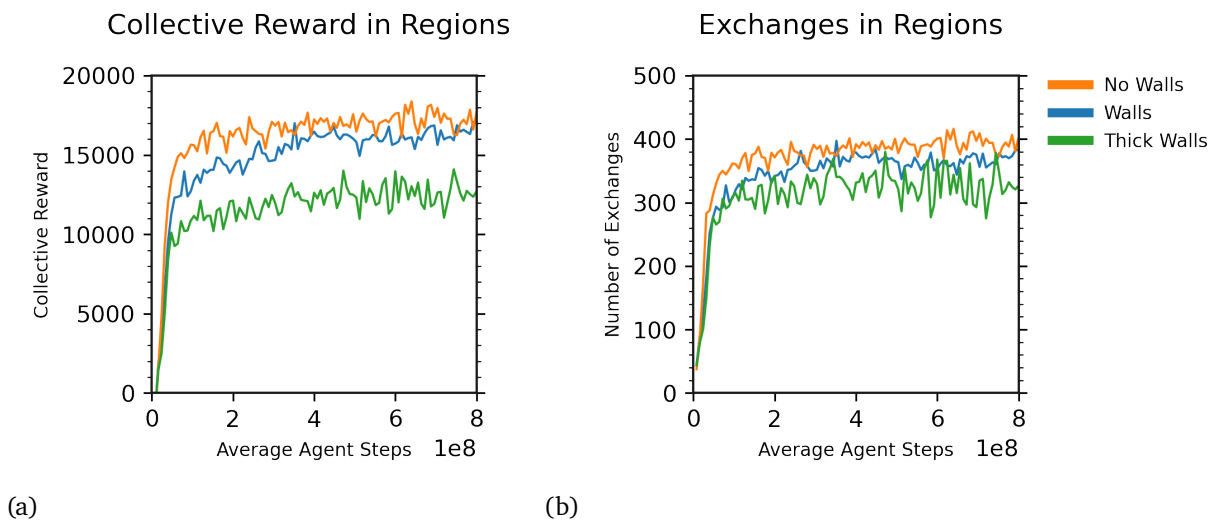 Collective Reward in Regions
Collective Reward
20000
15000
10000
5000
0
0 2 4 6 8
Average Agent Steps 1e8
(a)
Exchanges in Regions
Number of Exchanges
500
400
300
200
100
0
0 2 4 6 8
Average Agent Steps 1e8
No Walls
Walls
Thick Walls
(b)